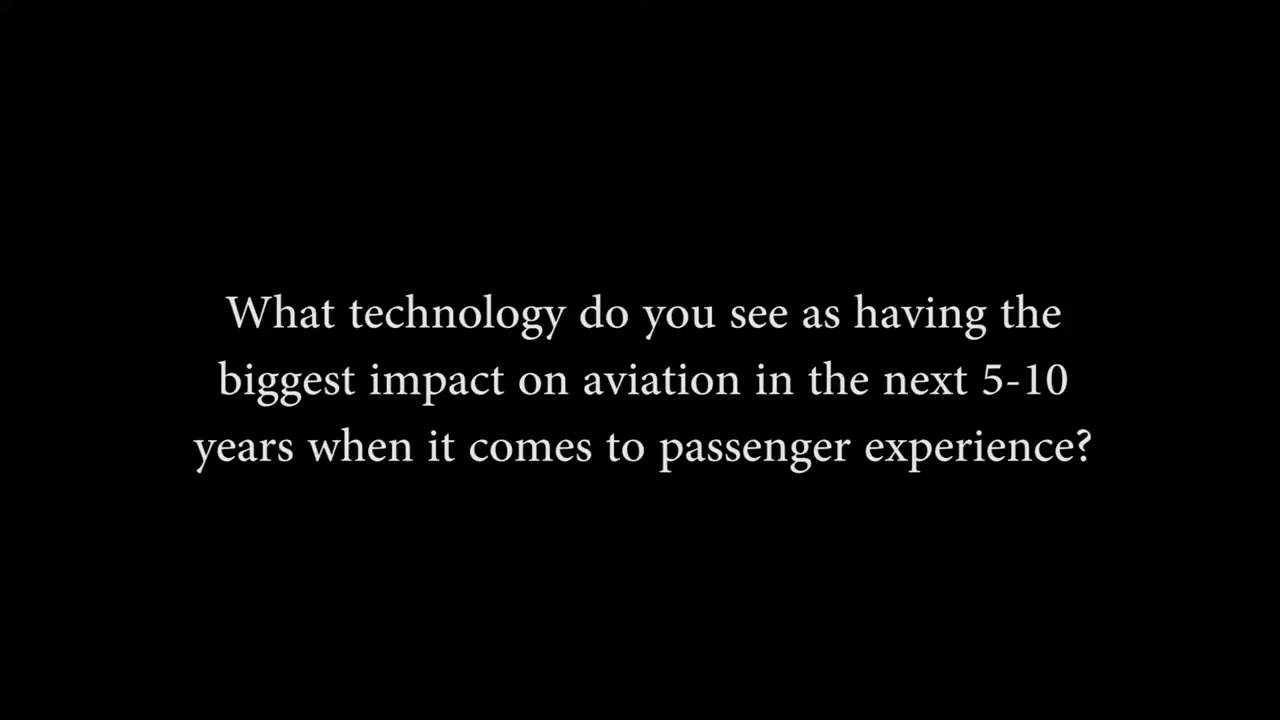 What technology do you see as having the
biggest impact on aviation in the next 5-10
years when it comes to passenger experience?